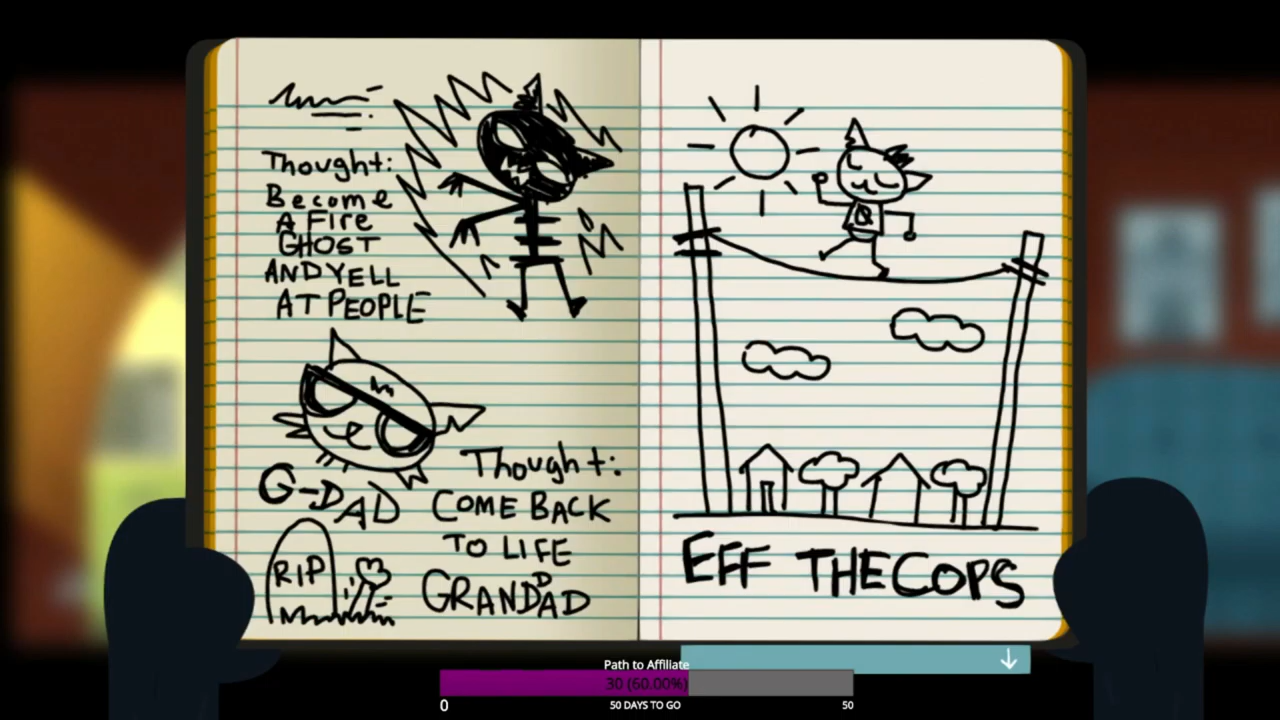 Thought:
Become
A Fire
GHOST
AND YELL
AT PEOPLE
G-DAD
Thought:
COME BACK
TO LIFE
GRANDDAD
RIP
EFF THE COPS
Path to Affiliate
30 (60.00%)
0
50 DAYS TO GO
50